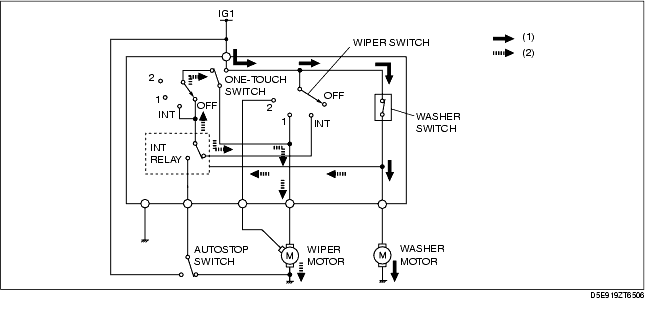 IG1
(1)
WIPER SWITCH
(2)
2
ONE-TOUCH
SWITCH
1
OFF
2
OFF
INT
1
INT
WASHER
SWITCH
INT
RELAY
AUTOSTOP
SWITCH
M
WIPER
MOTOR
M
WASHER
MOTOR
D5E919ZT6506